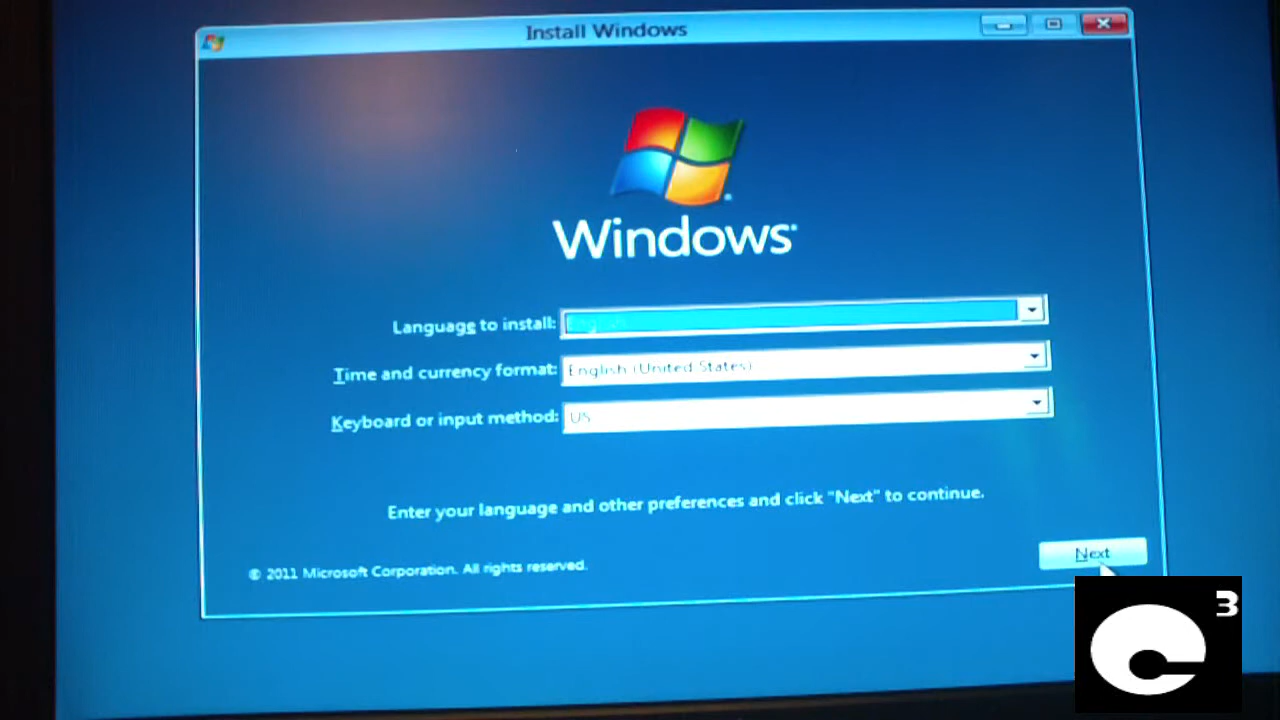 Install Windows
Windows
Language to install:
Time and currency format: English (United States)
Keyboard or input method: US
Enter your language and other preferences and click "Next" to continue.
Next
© 2011 Microsoft Corporation. All rights reserved.
e 3